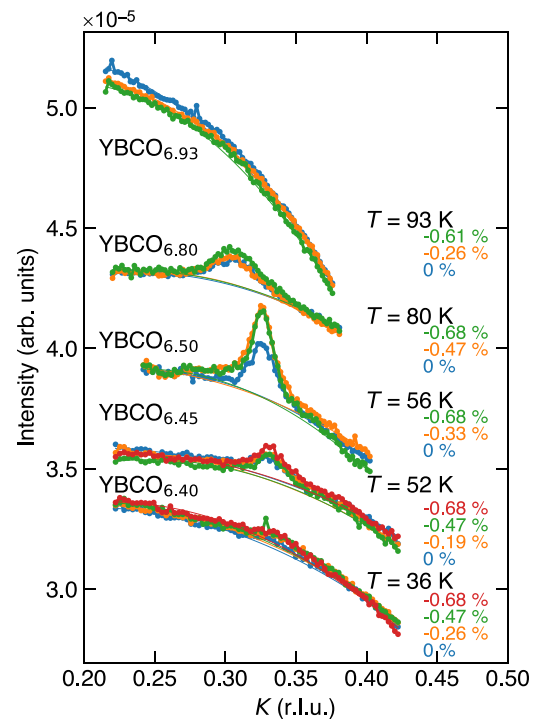 ×10⁻⁵
5.0
4.5
4.0
3.5
3.0
Intensity (arb. units)
YBCO₆.₉₃
T = 93 K
-0.61 %
-0.26 %
0 %
YBCO₆.₈₀
T = 80 K
-0.68 %
-0.47 %
0 %
YBCO₆.₅₀
T = 56 K
-0.68 %
-0.33 %
0 %
YBCO₆.₄₅
T = 52 K
-0.68 %
-0.47 %
-0.19 %
0 %
YBCO₆.₄₀
T = 36 K
-0.68 %
-0.47 %
-0.26 %
0 %
0.20 0.25 0.30 0.35 0.40 0.45 0.50
K (r.l.u.)